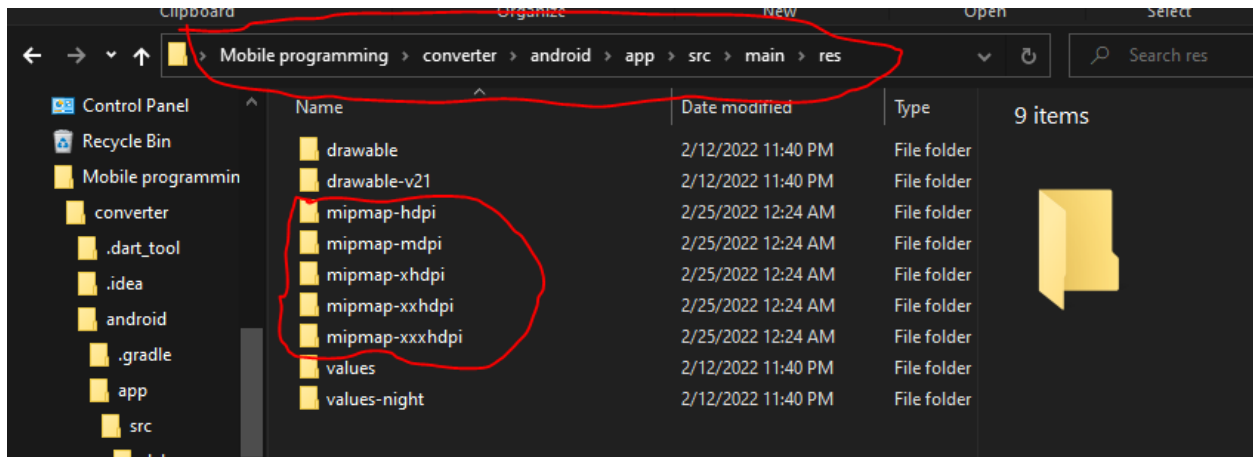 Clipboard Organize New Open Select
Mobile programming > converter > android > app > src > main > res
Search res
Control Panel
Recycle Bin
Mobile programmin
converter
.dart_tool
.idea
android
.gradle
app
src
Name Date modified Type
drawable 2/12/2022 11:40 PM File folder
drawable-v21 2/12/2022 11:40 PM File folder
mipmap-hdpi 2/25/2022 12:24 AM File folder
mipmap-mdpi 2/25/2022 12:24 AM File folder
mipmap-xhdpi 2/25/2022 12:24 AM File folder
mipmap-xxhdpi 2/25/2022 12:24 AM File folder
mipmap-xxxhdpi 2/25/2022 12:24 AM File folder
values 2/12/2022 11:40 PM File folder
values-night 2/12/2022 11:40 PM File folder
9 items